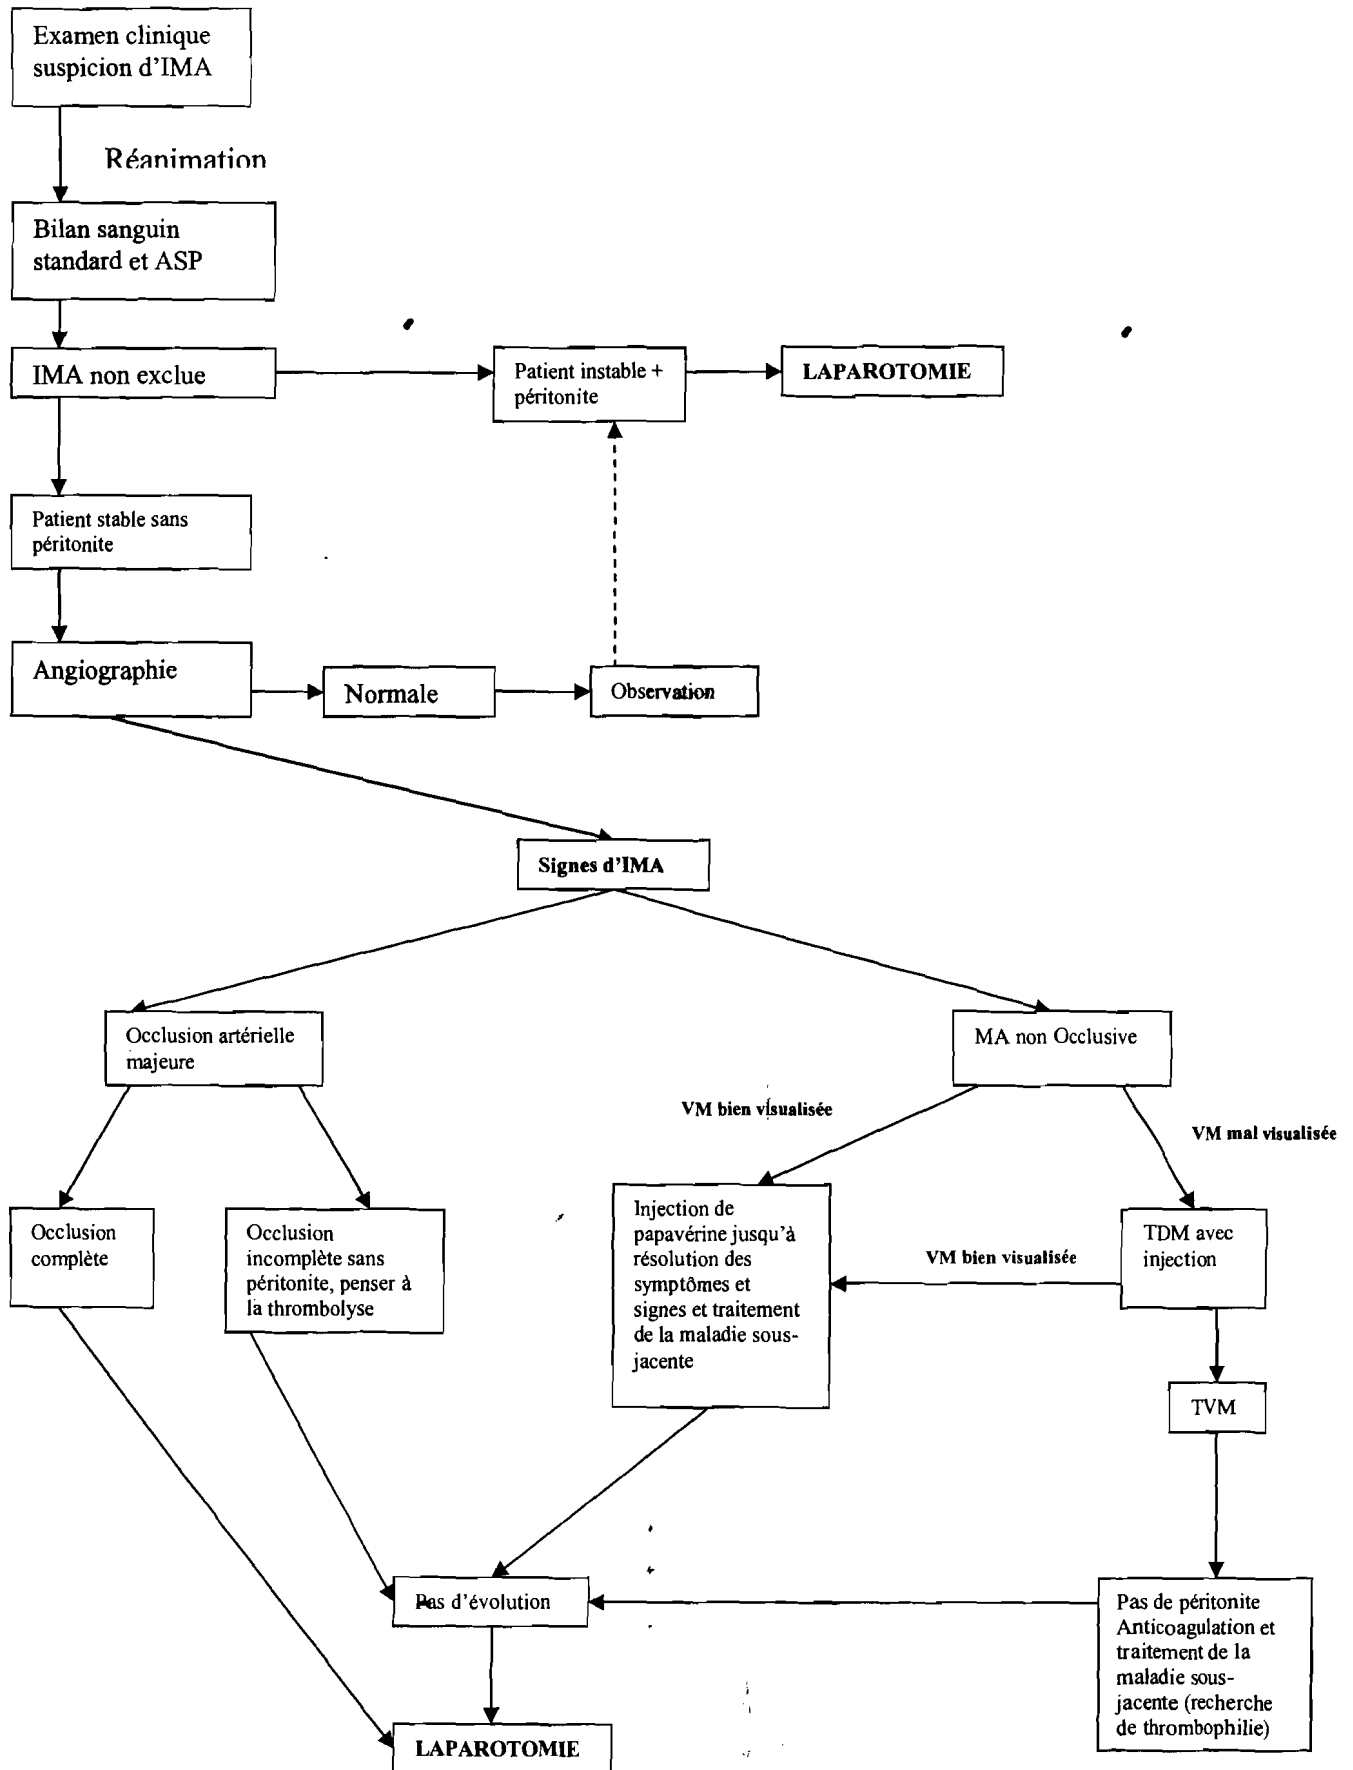 Examen clinique
suspicion d'IMA
Réanimation
Bilan sanguin
standard et ASP
IMA non exclue
Patient instable +
péritonite
LAPAROTOMIE
Patient stable sans
péritonite
Angiographie
Normale
Observation
Signes d'IMA
Occlusion artérielle
majeure
MA non Occlusive
VM bien visualisée
VM mal visualisée
Occlusion
complète
Occlusion
incomplète sans
péritonite, penser à
la thrombolyse
Injection de
papavérine jusqu'à
résolution des
symptômes et
signes et traitement
de la maladie sous-
jacente
VM bien visualisée
TDM avec
injection
TVM
Pas d'évolution
Pas de péritonite
Anticoagulation et
traitement de la
maladie sous-
jacente (recherche
de thrombophilie)
LAPAROTOMIE